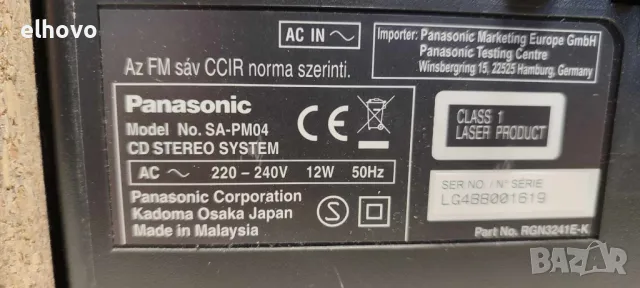 elhovo
AC IN ~
Importer: Panasonic Marketing Europe GmbH
Panasonic Testing Centre
Winsbergring 15, 22525 Hamburg, Germany
Az FM sáv CCIR norma szerinti.
Panasonic
Model No. SA-PM04
CD STEREO SYSTEM
CE
AC ~ 220 – 240V 12W 50Hz
Panasonic Corporation
Kadoma Osaka Japan
Made in Malaysia
S
CLASS 1
LASER PRODUCT
SER NO. / N° SÉRIE
LG4BB001619
Part No. RGN3241E-K
bazar